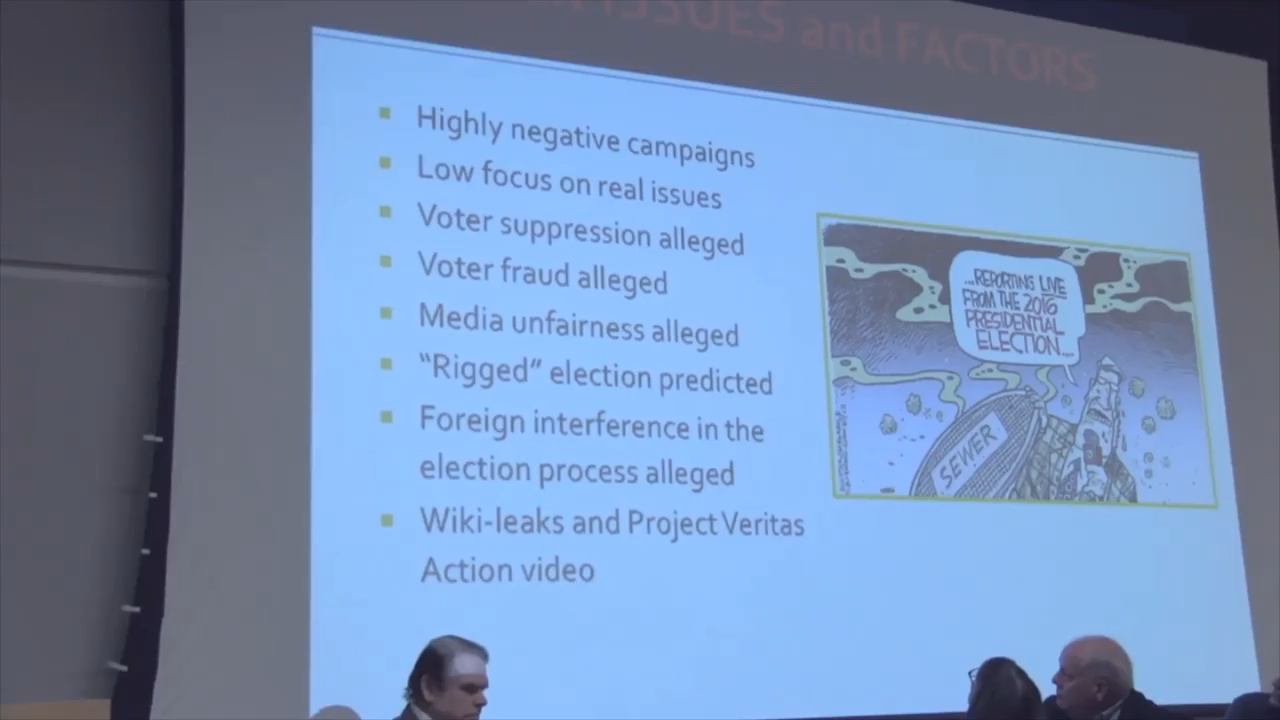 ISSUES and FACTORS
Highly negative campaigns
Low focus on real issues
Voter suppression alleged
Voter fraud alleged
Media unfairness alleged
“Rigged” election predicted
Foreign interference in the
election process alleged
Wiki-leaks and Project Veritas
Action video
...REPORTING LIVE
FROM THE 2016
PRESIDENTIAL
ELECTION...
SEWER